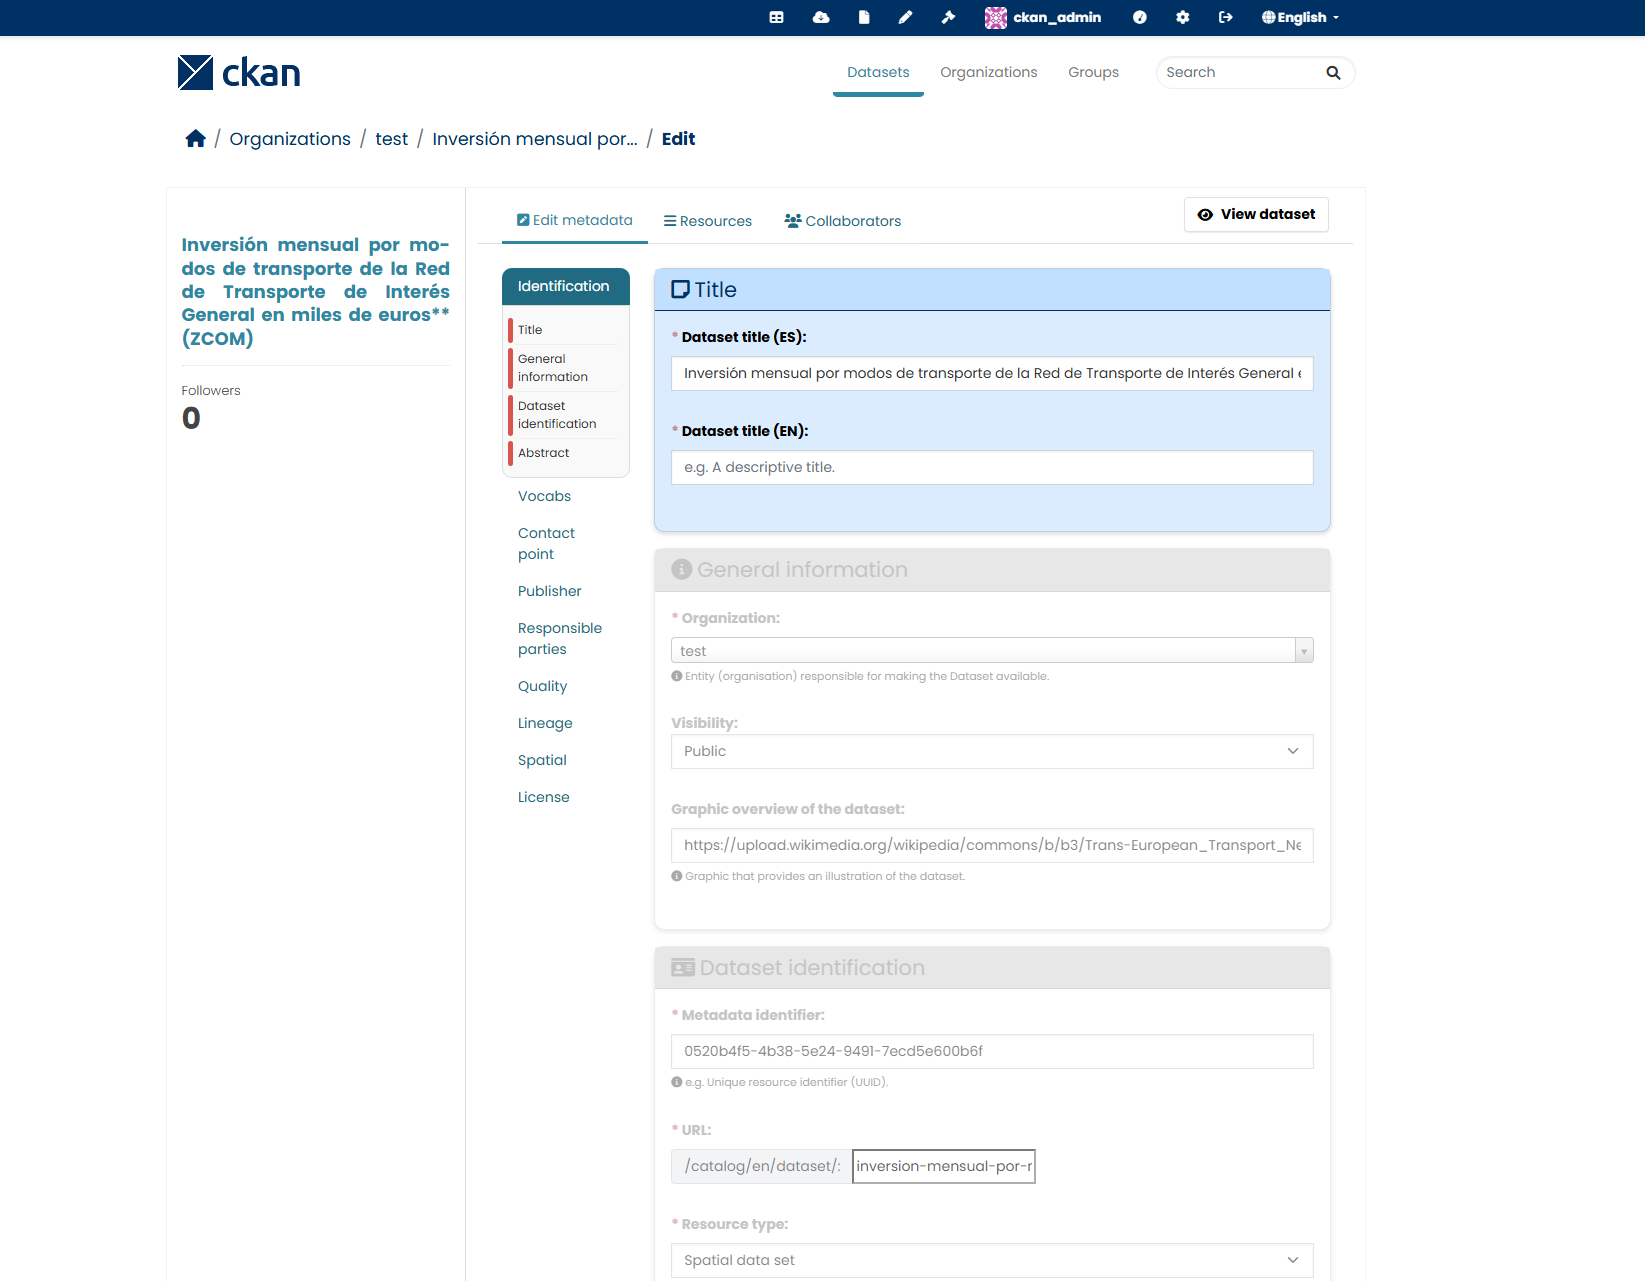 ckan_admin English
ckan Datasets Organizations Groups Search
/ Organizations / test / Inversión mensual por... / Edit
Edit metadata Resources Collaborators View dataset
Inversión mensual por mo-
dos de transporte de la Red
de Transporte de Interés
General en miles de euros**
(ZCOM)
Followers
0
Identification
Title
General
information
Dataset
identification
Abstract
Vocabs
Contact
point
Publisher
Responsible
parties
Quality
Lineage
Spatial
License
Title
* Dataset title (ES):
Inversión mensual por modos de transporte de la Red de Transporte de Interés General
* Dataset title (EN):
e.g. A descriptive title.
General information
* Organization:
test
Entity (organisation) responsible for making the Dataset available.
Visibility:
Public
Graphic overview of the dataset:
https://upload.wikimedia.org/wikipedia/commons/b/b3/Trans-European_Transport_Ne
Graphic that provides an illustration of the dataset.
Dataset identification
* Metadata identifier:
0520b4f5-4b38-5e24-9491-7ecd5e600b6f
e.g. Unique resource identifier (UUID).
* URL:
/catalog/en/dataset/: inversion-mensual-por-r
* Resource type:
Spatial data set